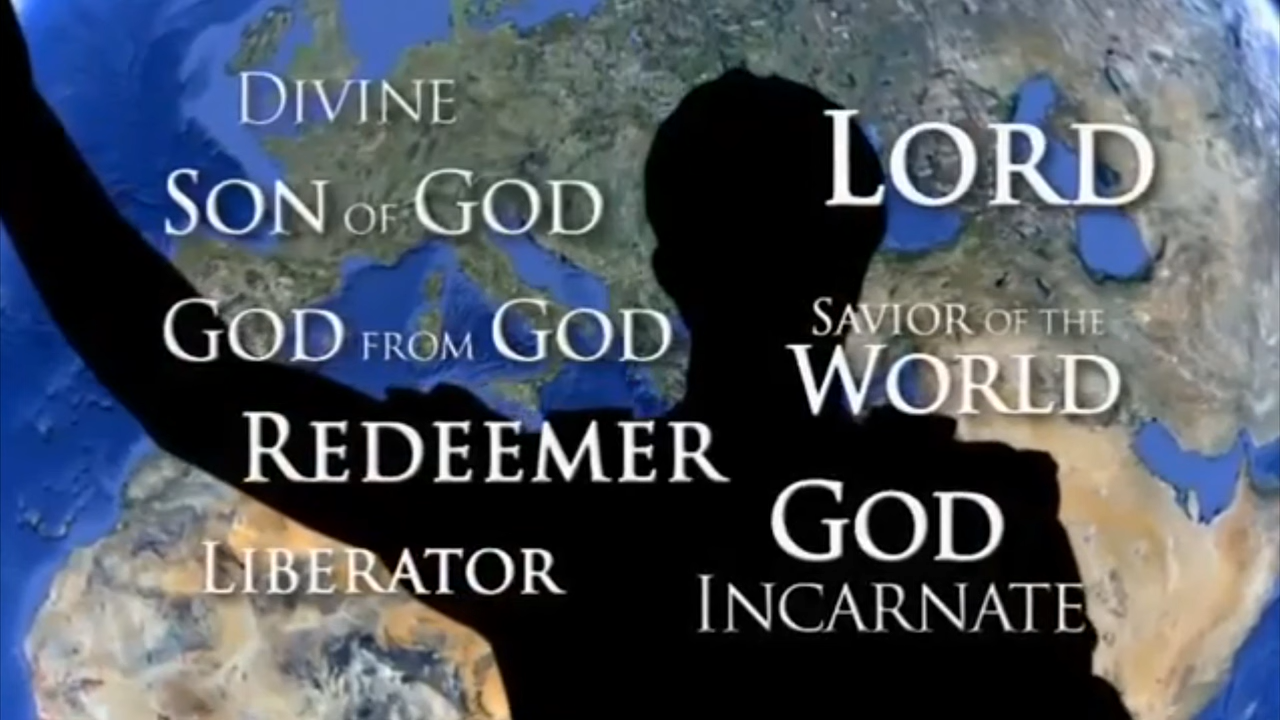 DIVINE
SON OF GOD
GOD FROM GOD
REDEEMER
LIBERATOR
LORD
SAVIOR OF THE
WORLD
GOD
INCARNATE